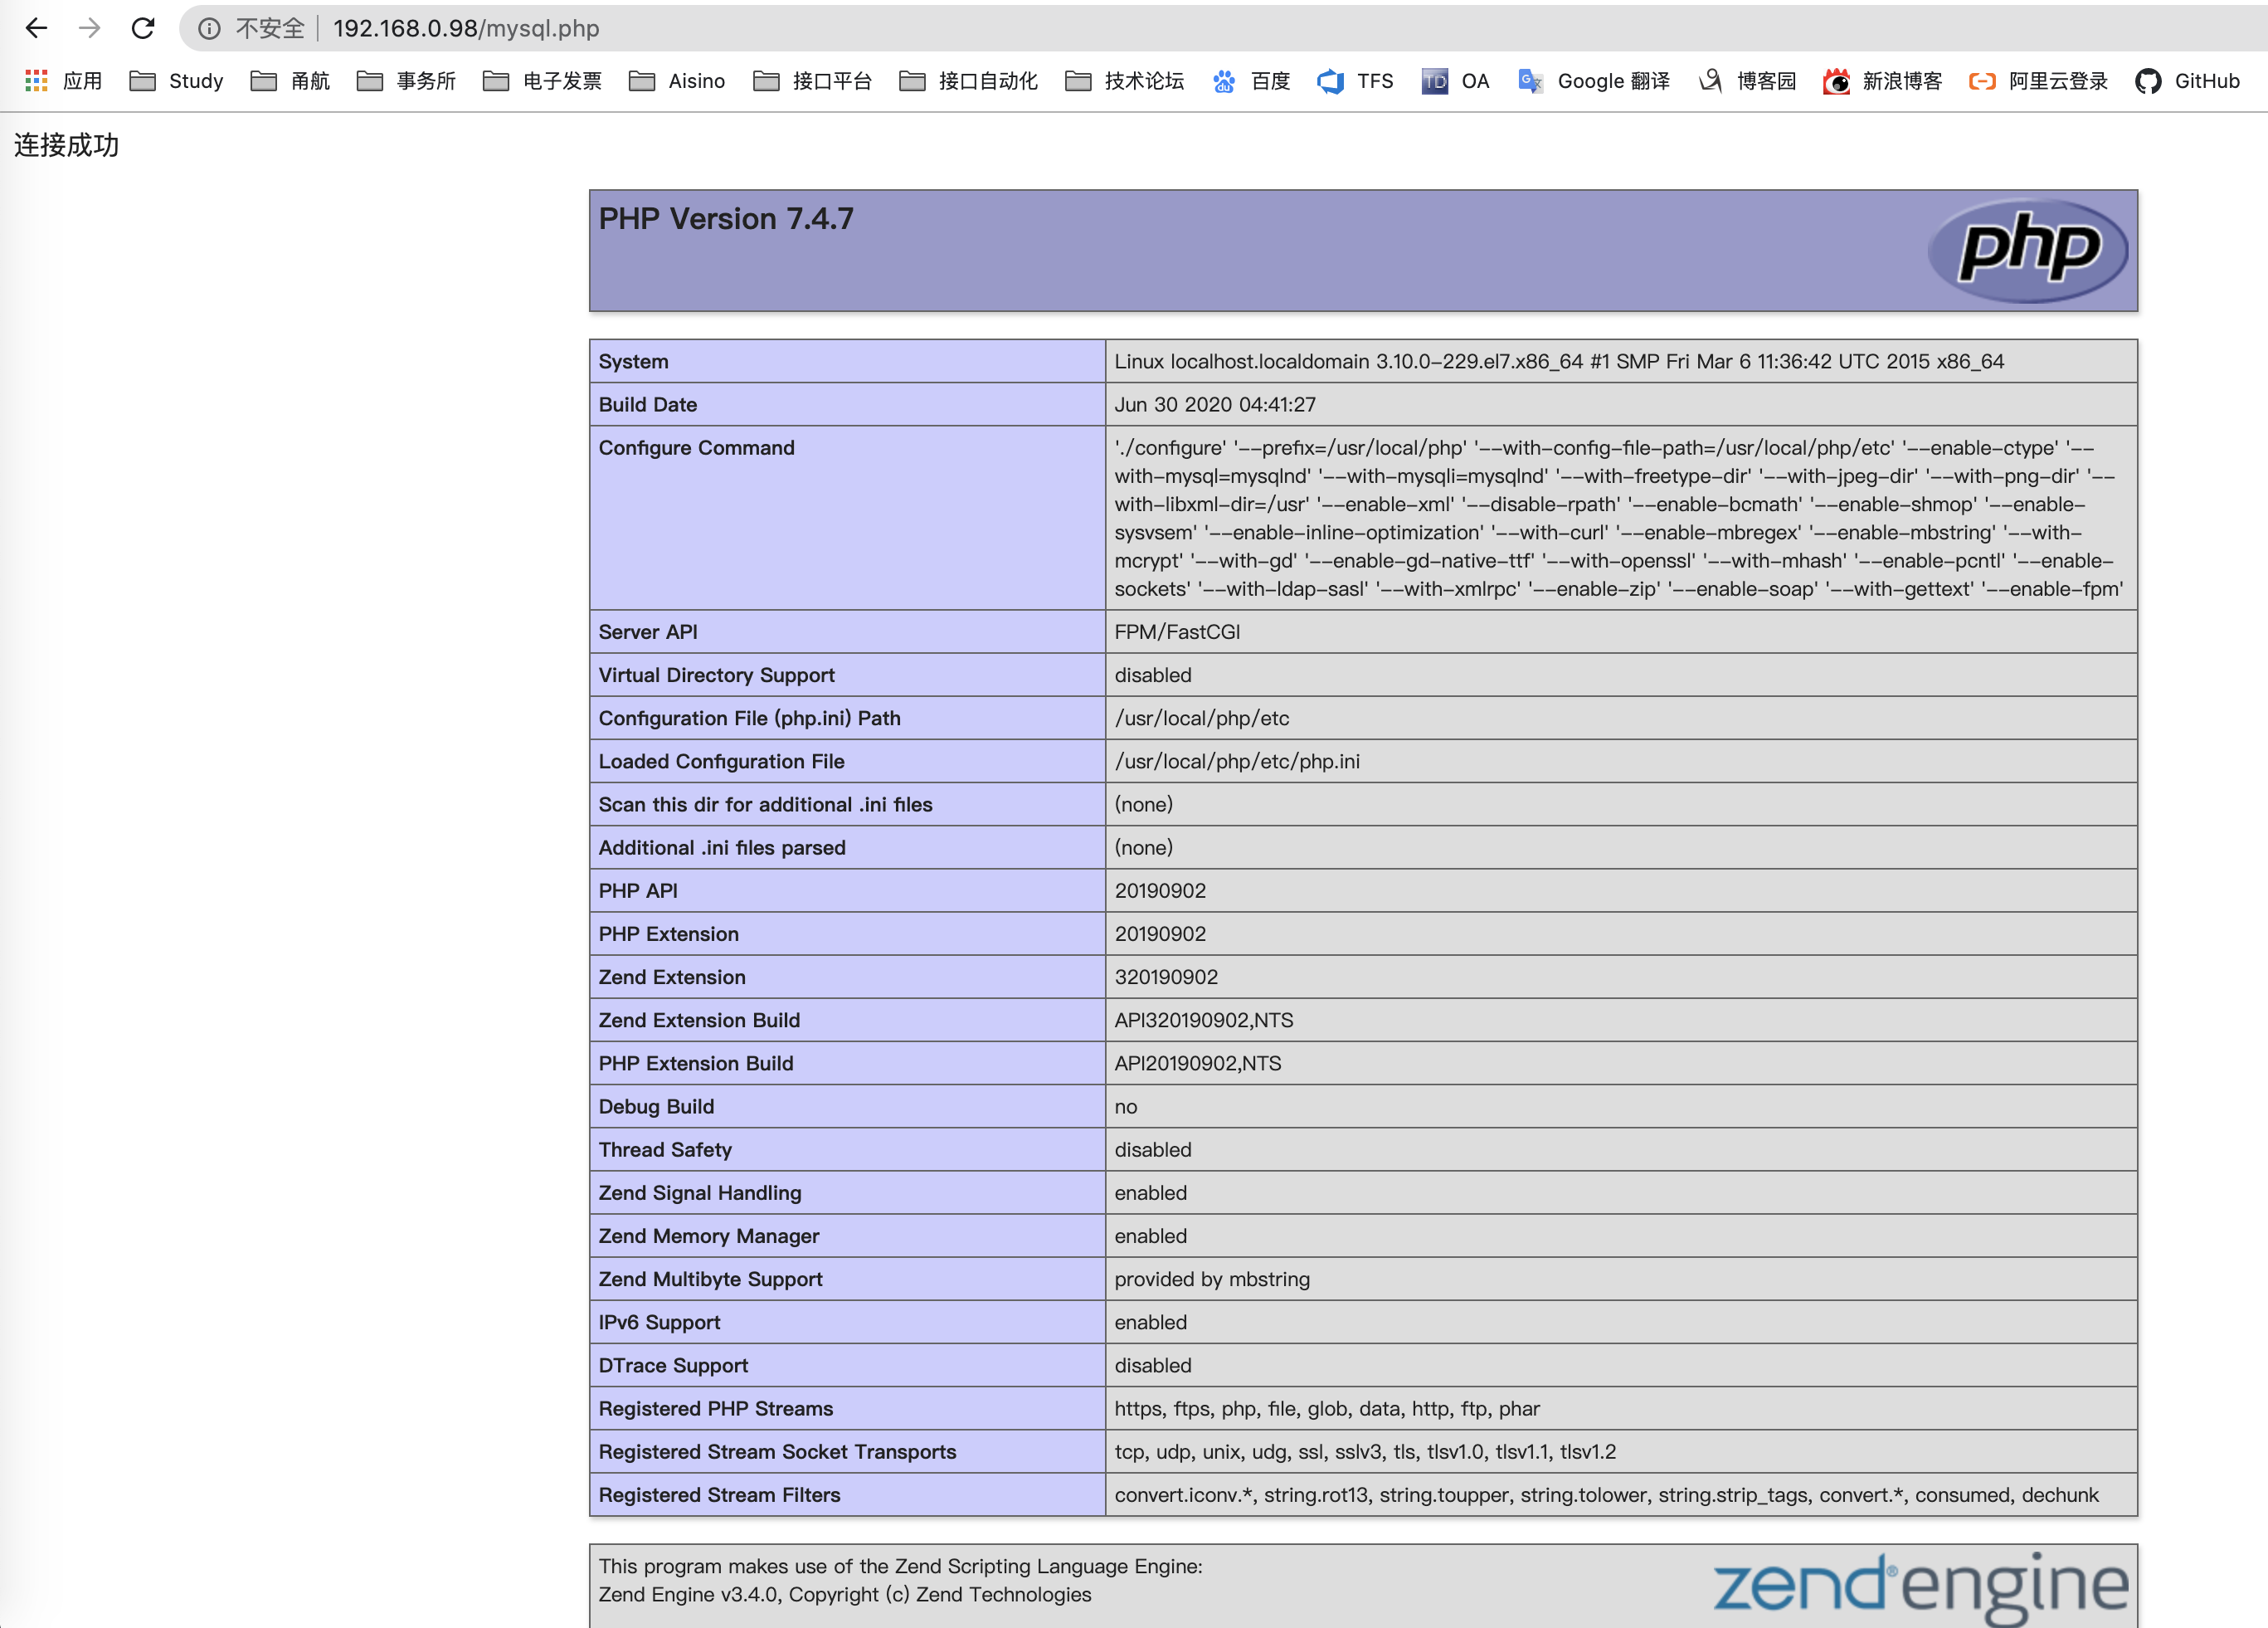 不安全 192.168.0.98/mysql.php
应用 Study 甬航 事务所 电子发票 Aisino 接口平台 接口自动化 技术论坛 百度 TFS OA Google 翻译 博客园 新浪博客 阿里云登录 GitHub
连接成功
PHP Version 7.4.7
php
System Linux localhost.localdomain 3.10.0-229.el7.x86_64 #1 SMP Fri Mar 6 11:36:42 UTC 2015 x86_64
Build Date Jun 30 2020 04:41:27
Configure Command './configure' '--prefix=/usr/local/php' '--with-config-file-path=/usr/local/php/etc' '--enable-ctype' '--
with-mysql=mysqlnd' '--with-mysqli=mysqlnd' '--with-freetype-dir' '--with-jpeg-dir' '--with-png-dir' '--
with-libxml-dir=/usr' '--enable-xml' '--disable-rpath' '--enable-bcmath' '--enable-shmop' '--enable-
sysvsem' '--enable-inline-optimization' '--with-curl' '--enable-mbregex' '--enable-mbstring' '--with-
mcrypt' '--with-gd' '--enable-gd-native-ttf' '--with-openssl' '--with-mhash' '--enable-pcntl' '--enable-
sockets' '--with-ldap-sasl' '--with-xmlrpc' '--enable-zip' '--enable-soap' '--with-gettext' '--enable-fpm'
Server API FPM/FastCGI
Virtual Directory Support disabled
Configuration File (php.ini) Path /usr/local/php/etc
Loaded Configuration File /usr/local/php/etc/php.ini
Scan this dir for additional .ini files (none)
Additional .ini files parsed (none)
PHP API 20190902
PHP Extension 20190902
Zend Extension 320190902
Zend Extension Build API320190902,NTS
PHP Extension Build API20190902,NTS
Debug Build no
Thread Safety disabled
Zend Signal Handling enabled
Zend Memory Manager enabled
Zend Multibyte Support provided by mbstring
IPv6 Support enabled
DTrace Support disabled
Registered PHP Streams https, ftps, php, file, glob, data, http, ftp, phar
Registered Stream Socket Transports tcp, udp, unix, udg, ssl, sslv3, tls, tlsv1.0, tlsv1.1, tlsv1.2
Registered Stream Filters convert.iconv.*, string.rot13, string.toupper, string.tolower, string.strip_tags, convert.*, consumed, dechunk
This program makes use of the Zend Scripting Language Engine:
Zend Engine v3.4.0, Copyright (c) Zend Technologies
zend® engine